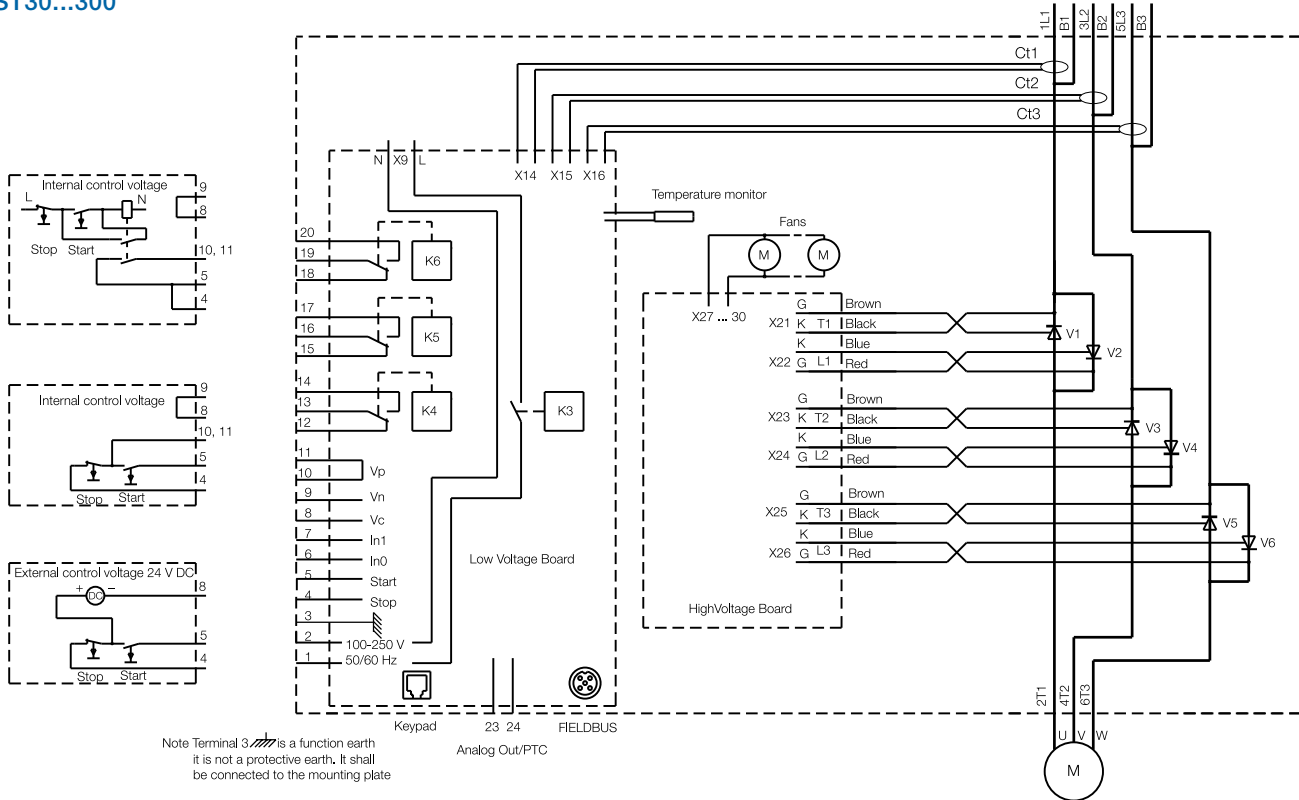 ST30...300
1L1
B1
3L2
B2
5L3
B3
Ct1
Ct2
Ct3
N X9 L
X14 X15 X16
Temperature monitor
Fans
M M
X27 ... 30
Internal control voltage
L N
Stop Start
9
8
10, 11
5
4
Internal control voltage
9
8
10, 11
5
4
Stop Start
External control voltage 24 V DC
+ DC −
8
5
4
Stop Start
20
19
18
K6
17
16
15
K5
14
13
12
K4
K3
11
10 Vp
9 Vn
8 Vc
7 In1
6 In0
5 Start
4 Stop
3
2 100-250 V
1 50/60 Hz
Low Voltage Board
Keypad
23 24
Analog Out/PTC
FIELDBUS
G Brown
X21 K T1 Black
K Blue
X22 G L1 Red
V1
V2
G Brown
X23 K T2 Black
K Blue
X24 G L2 Red
V3
V4
G Brown
X25 K T3 Black
K Blue
X26 G L3 Red
V5
V6
HighVoltage Board
2T1
4T2
6T3
U V W
M
Note Terminal 3 is a function earth
it is not a protective earth. It shall
be connected to the mounting plate